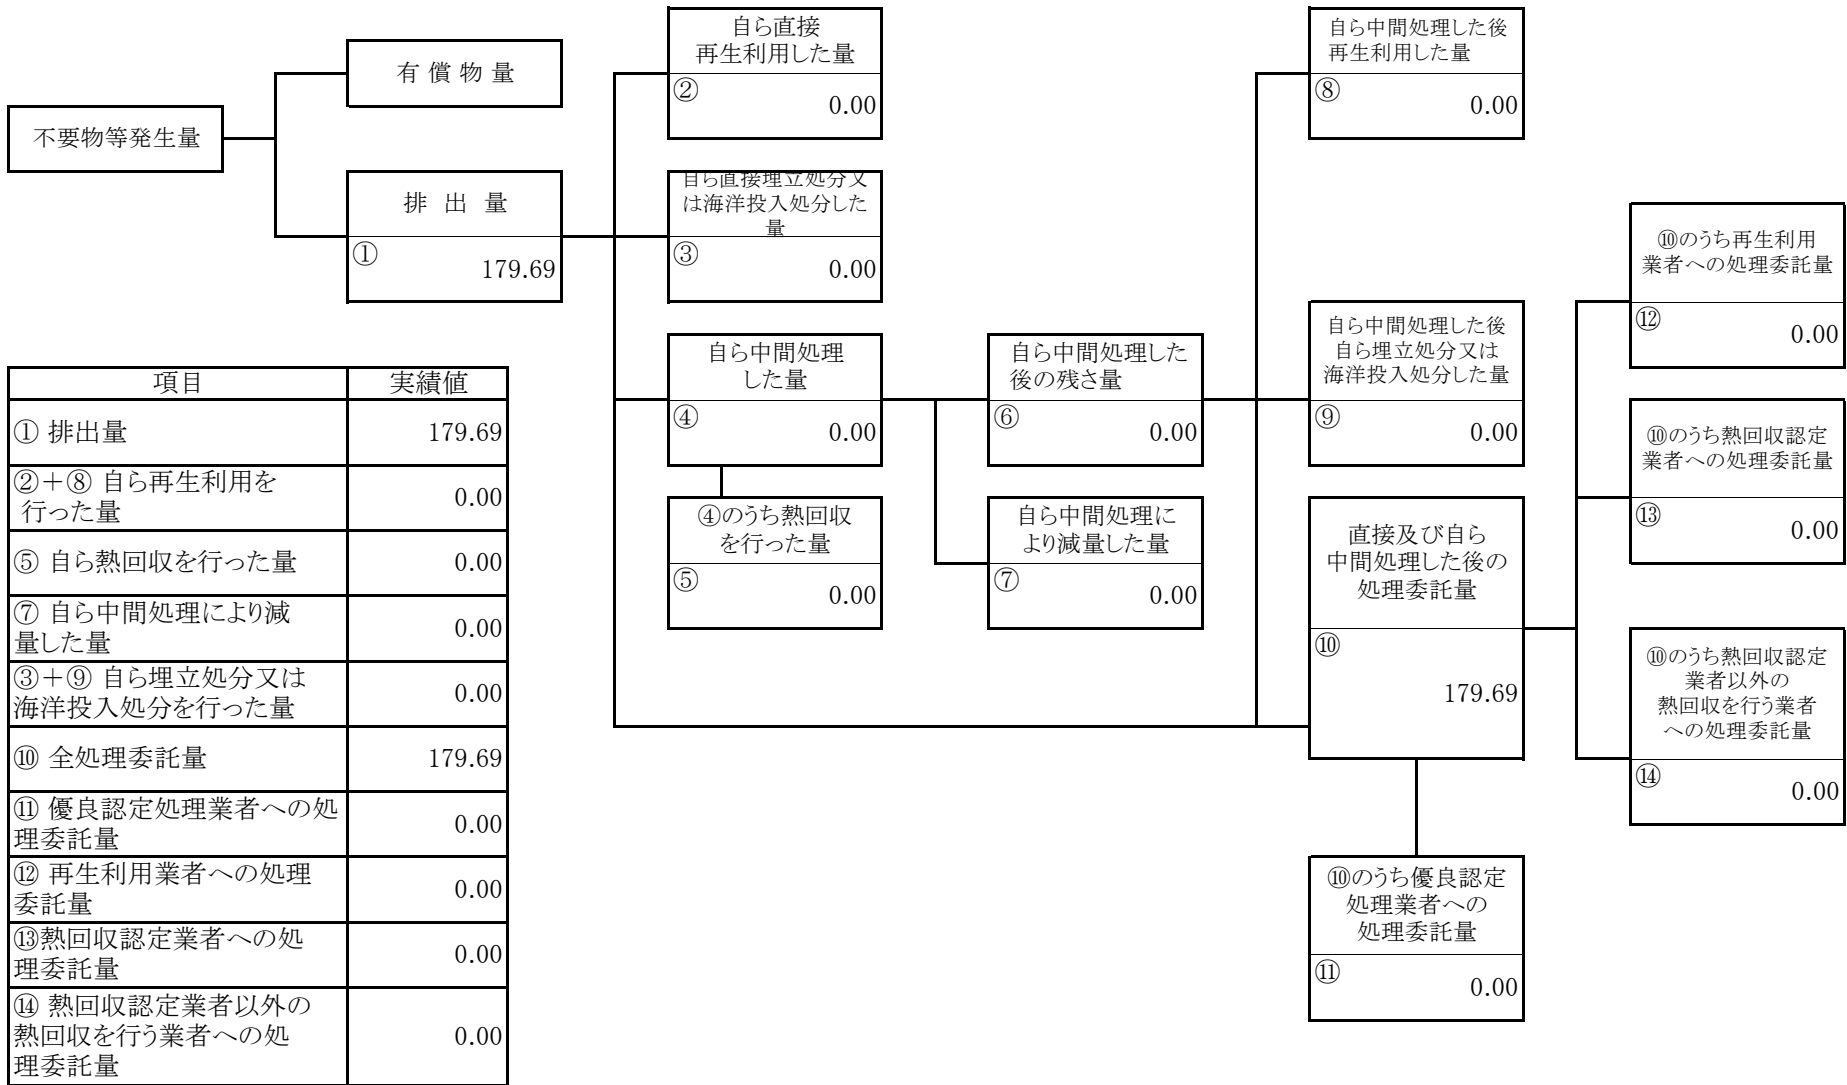 不要物等発生量
有 償 物 量
排 出 量
①
179.69
自ら直接
再生利用した量
②
0.00
自ら直接埋立処分又
は海洋投入処分した
量
③
0.00
自ら中間処理
した量
④
0.00
④のうち熱回収
を行った量
⑤
0.00
自ら中間処理した
後の残さ量
⑥
0.00
自ら中間処理に
より減量した量
⑦
0.00
自ら中間処理した後
再生利用した量
⑧
0.00
自ら中間処理した後
自ら埋立処分又は
海洋投入処分した量
⑨
0.00
直接及び自ら
中間処理した後の
処理委託量
⑩
179.69
⑩のうち優良認定
処理業者への
処理委託量
⑪
0.00
⑩のうち再生利用
業者への処理委託量
⑫
0.00
⑩のうち熱回収認定
業者への処理委託量
⑬
0.00
⑩のうち熱回収認定
業者以外の
熱回収を行う業者
への処理委託量
⑭
0.00
項目 実績値
① 排出量 179.69
②＋⑧ 自ら再生利用を
行った量 0.00
⑤ 自ら熱回収を行った量 0.00
⑦ 自ら中間処理により減
量した量 0.00
③＋⑨ 自ら埋立処分又は
海洋投入処分を行った量 0.00
⑩ 全処理委託量 179.69
⑪ 優良認定処理業者への処
理委託量 0.00
⑫ 再生利用業者への処理
委託量 0.00
⑬熱回収認定業者への処
理委託量 0.00
⑭ 熱回収認定業者以外の
熱回収を行う業者への処
理委託量 0.00